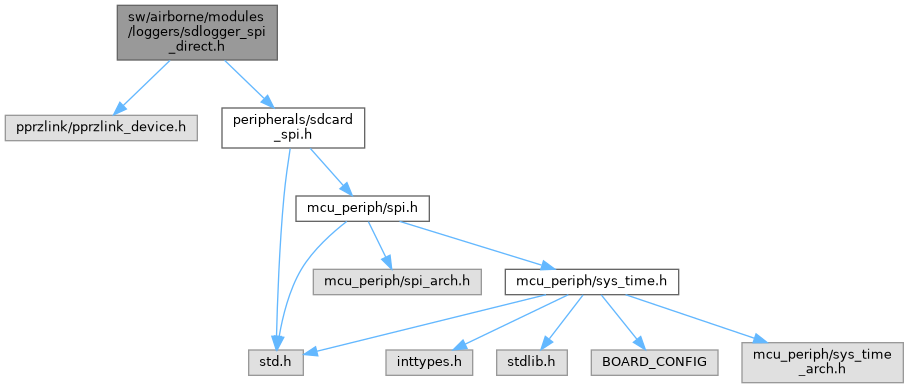 sw/airborne/modules
/loggers/sdlogger_spi
_direct.h
pprzlink/pprzlink_device.h
peripherals/sdcard
_spi.h
mcu_periph/spi.h
mcu_periph/spi_arch.h
mcu_periph/sys_time.h
std.h
inttypes.h
stdlib.h
BOARD_CONFIG
mcu_periph/sys_time
_arch.h